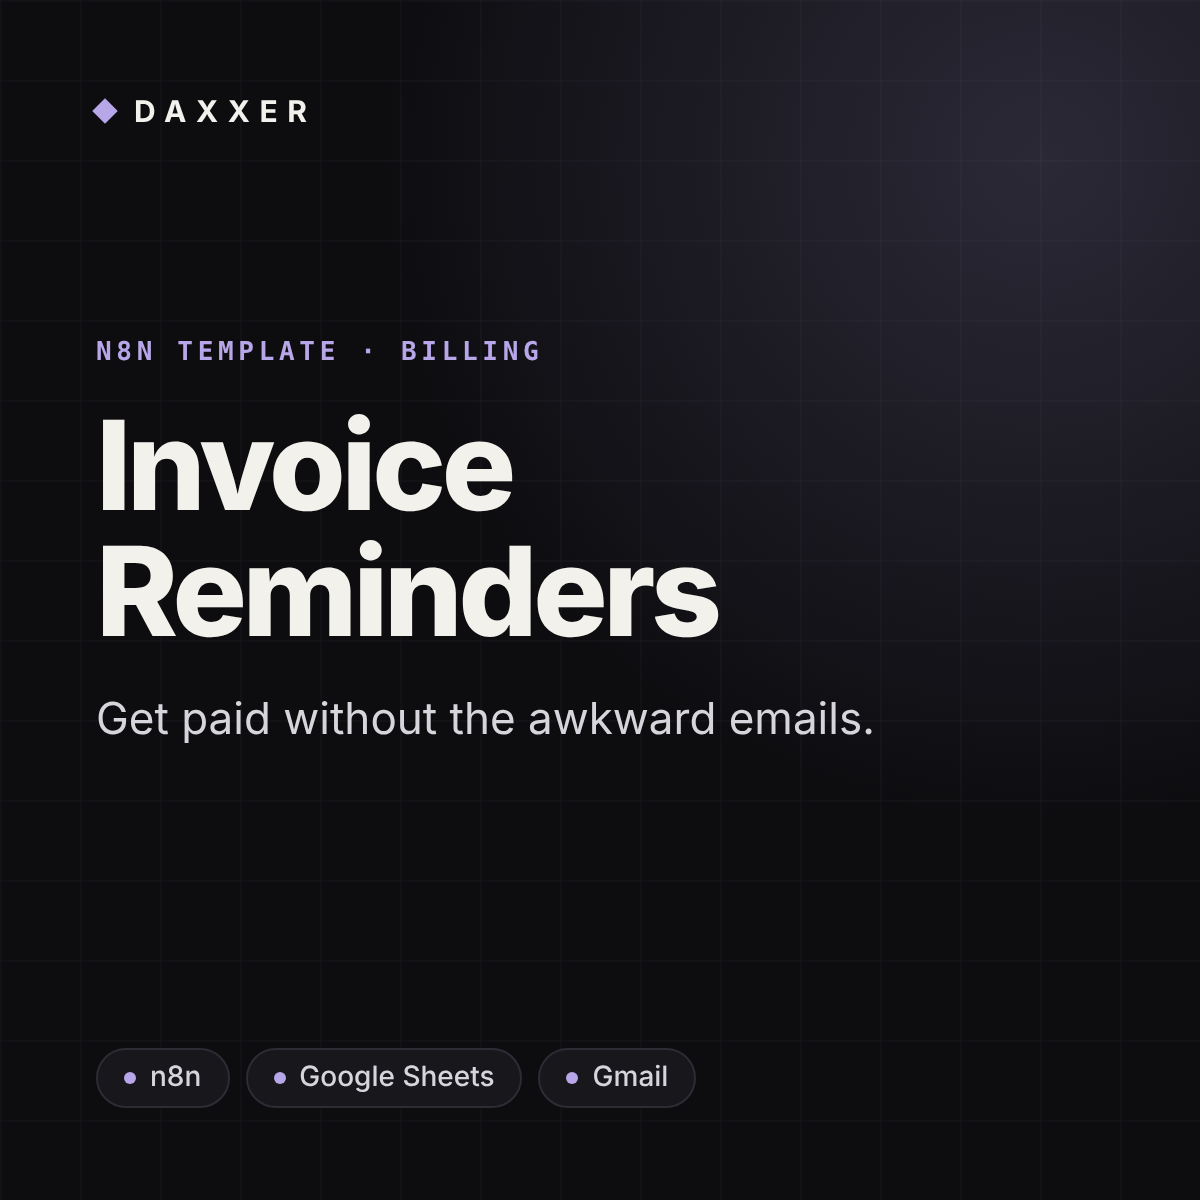 DAXXER
N8N TEMPLATE · BILLING
Invoice
Reminders
Get paid without the awkward emails.
n8n
Google Sheets
Gmail